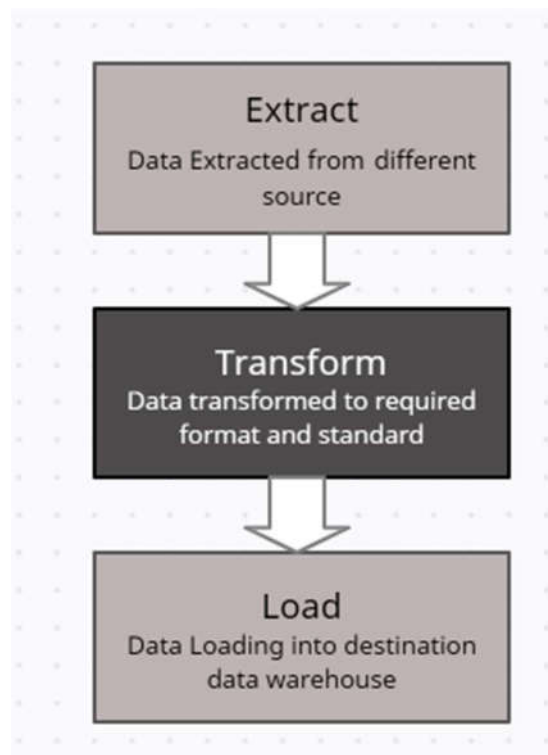 Extract
Data Extracted from different
source
Transform
Data transformed to required
format and standard
Load
Data Loading into destination
data warehouse